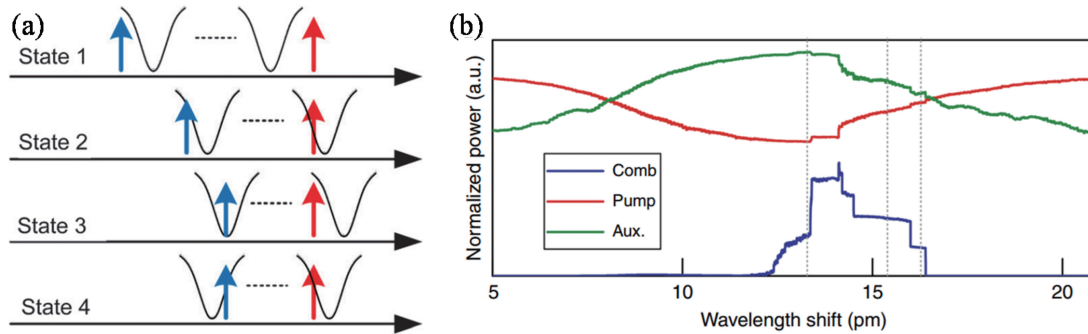 (a)
State 1
State 2
State 3
State 4
(b)
Normalized power (a.u.)
Comb
Pump
Aux.
5
10
15
20
Wavelength shift (pm)